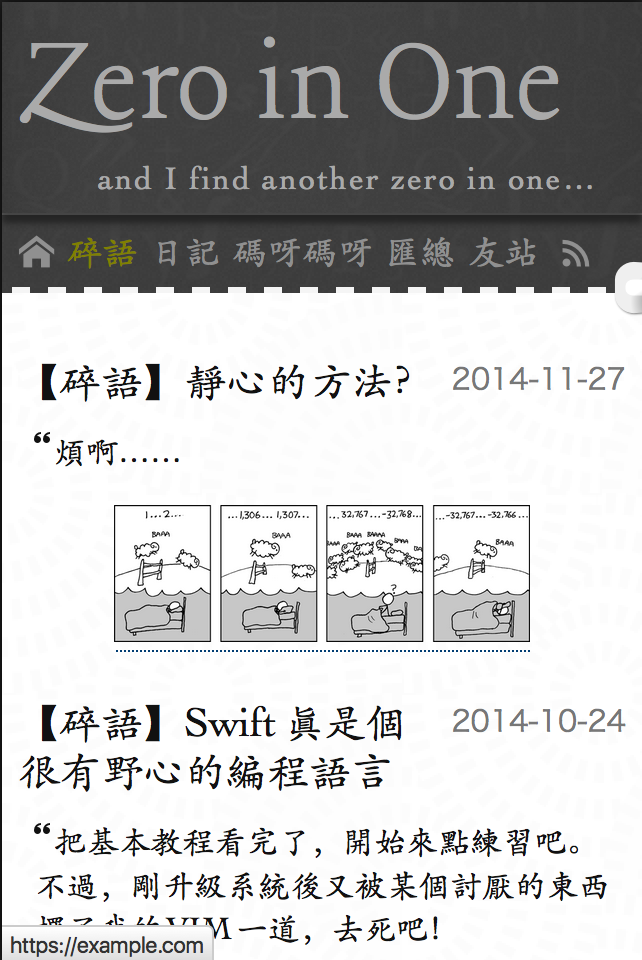 Zero in One
and I find another zero in one…
碎語 日記 碼呀碼呀 匯總 友站
【碎語】靜心的方法?
2014-11-27
“煩啊……
1...2...
BAAA
...1,306... 1,307...
BAAA
...32,767...-32,768...
BAAA BAAAA
BAAA
BAAA
BAAA
?
...-32,767...-32,766...
BAAA
【碎語】Swift 眞是個
很有野心的編程語言
2014-10-24
“把基本教程看完了，開始來點練習吧。
不過，剛升級系統後又被某個討厭的東西
我的VIM一道，去死吧！
https://example.com